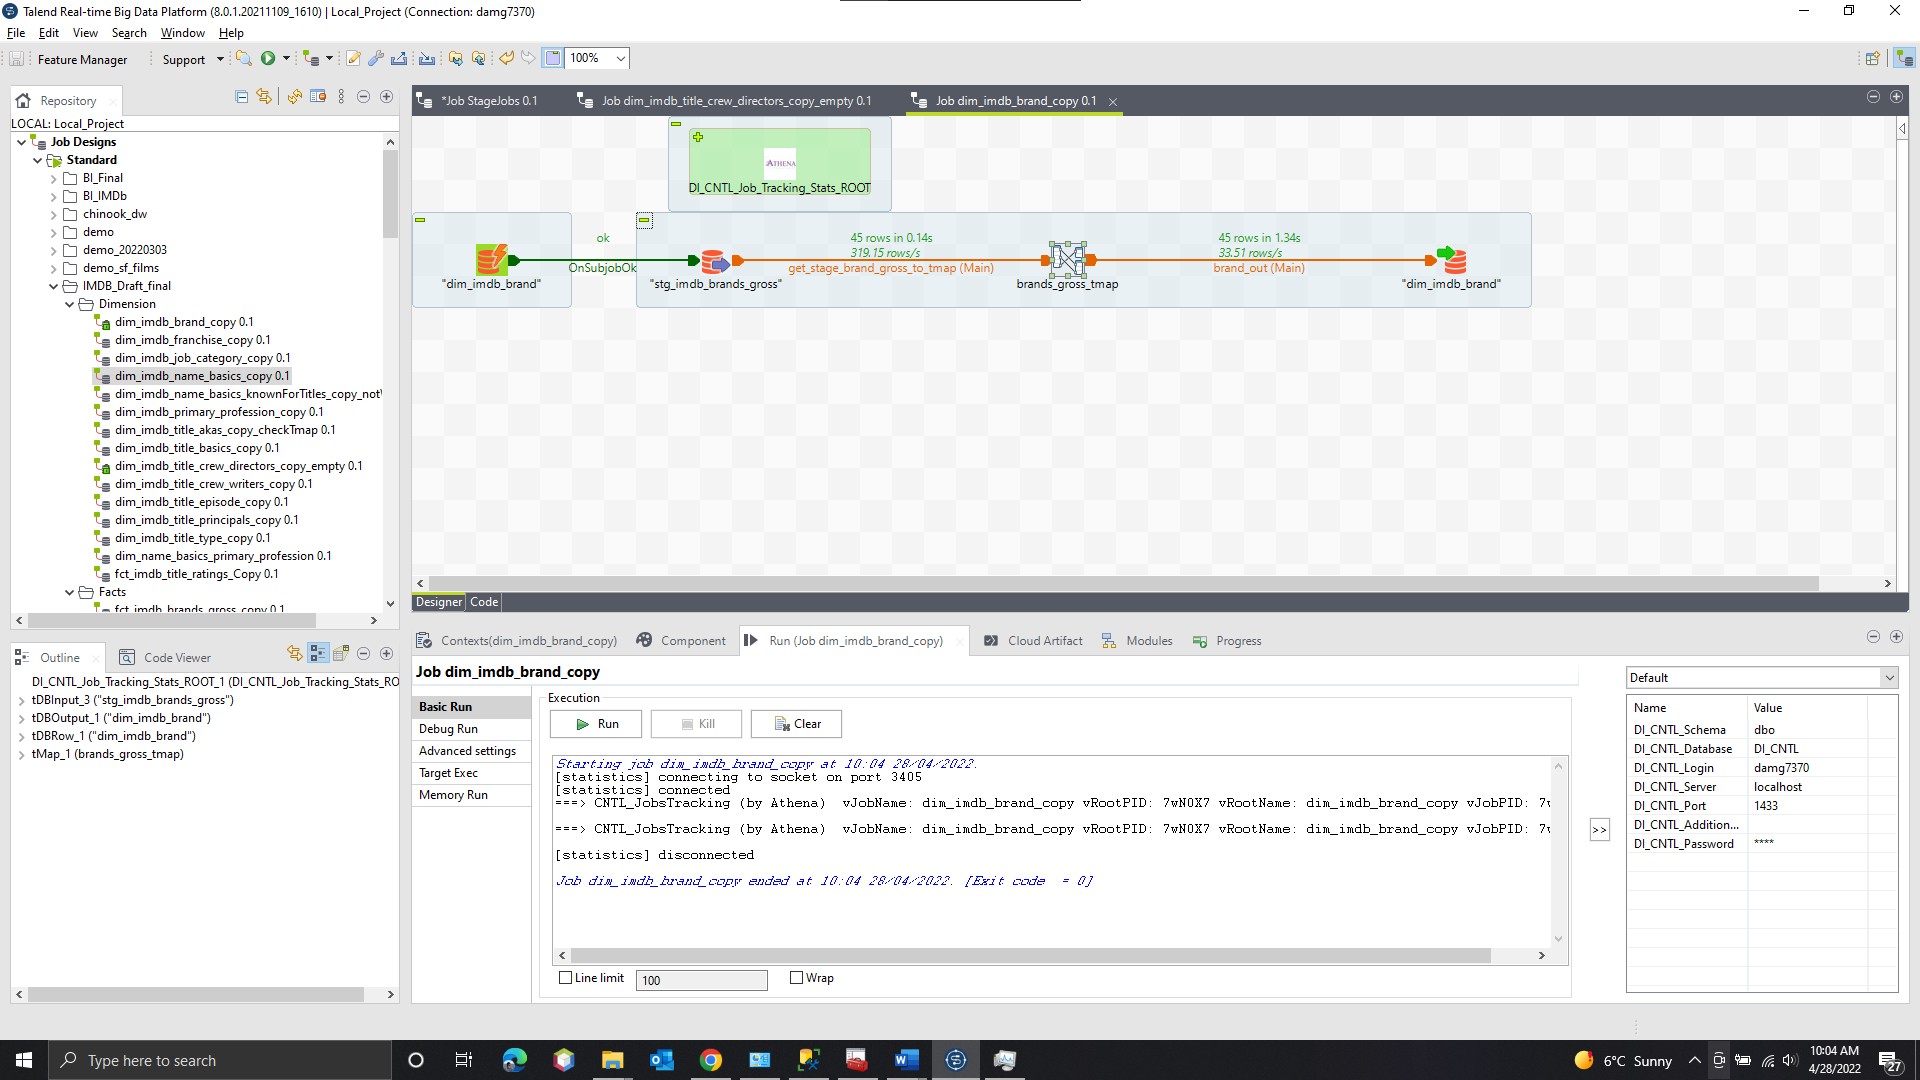 Talend Real-time Big Data Platform (8.0.1.20211109_1610) | Local_Project (Connection: damg7370)
File Edit View Search Window Help
Feature Manager Support 100%
Repository
LOCAL: Local_Project
Job Designs
Standard
BI_Final
BI_IMDb
chinook_dw
demo
demo_20220303
demo_sf_films
IMDB_Draft_final
Dimension
dim_imdb_brand_copy 0.1
dim_imdb_franchise_copy 0.1
dim_imdb_job_category_copy 0.1
dim_imdb_name_basics_copy 0.1
dim_imdb_name_basics_knownForTitles_copy_not
dim_imdb_primary_profession_copy 0.1
dim_imdb_title_akas_copy_checkTmap 0.1
dim_imdb_title_basics_copy 0.1
dim_imdb_title_crew_directors_copy_empty 0.1
dim_imdb_title_crew_writers_copy 0.1
dim_imdb_title_episode_copy 0.1
dim_imdb_title_principals_copy 0.1
dim_imdb_title_type_copy 0.1
dim_name_basics_primary_profession 0.1
fct_imdb_title_ratings_Copy 0.1
Facts
fct_imdb_brands_gross_copy 0.1
*Job StageJobs 0.1 Job dim_imdb_title_crew_directors_copy_empty 0.1 Job dim_imdb_brand_copy 0.1
ATHENA
DI_CNTL_Job_Tracking_Stats_ROOT
ok 45 rows in 0.14s 45 rows in 1.34s
319.15 rows/s 33.51 rows/s
OnSubjobOk get_stage_brand_gross_to_tmap (Main) brand_out (Main)
"dim_imdb_brand" "stg_imdb_brands_gross" brands_gross_tmap "dim_imdb_brand"
Designer Code
Outline Code Viewer
DI_CNTL_Job_Tracking_Stats_ROOT_1 (DI_CNTL_Job_Tracking_Stats_RO
tDBInput_3 ("stg_imdb_brands_gross")
tDBOutput_1 ("dim_imdb_brand")
tDBRow_1 ("dim_imdb_brand")
tMap_1 (brands_gross_tmap)
Contexts(dim_imdb_brand_copy) Component Run (Job dim_imdb_brand_copy) Cloud Artifact Modules Progress
Job dim_imdb_brand_copy
Basic Run
Debug Run
Advanced settings
Target Exec
Memory Run
Execution
Run Kill Clear
Starting job dim_imdb_brand_copy at 10:04 28/04/2022.
[statistics] connecting to socket on port 3405
[statistics] connected
===> CNTL_JobsTracking (by Athena) vJobName: dim_imdb_brand_copy vRootPID: 7wN0X7 vRootName: dim_imdb_brand_copy vJobPID: 7w
===> CNTL_JobsTracking (by Athena) vJobName: dim_imdb_brand_copy vRootPID: 7wN0X7 vRootName: dim_imdb_brand_copy vJobPID: 7w
[statistics] disconnected
Job dim_imdb_brand_copy ended at 10:04 28/04/2022. [Exit code = 0]
Line limit 100 Wrap
>>
Default
Name Value
DI_CNTL_Schema dbo
DI_CNTL_Database DI_CNTL
DI_CNTL_Login damg7370
DI_CNTL_Server localhost
DI_CNTL_Port 1433
DI_CNTL_Addition...
DI_CNTL_Password ****
Type here to search
6°C Sunny
10:04 AM
4/28/2022
27